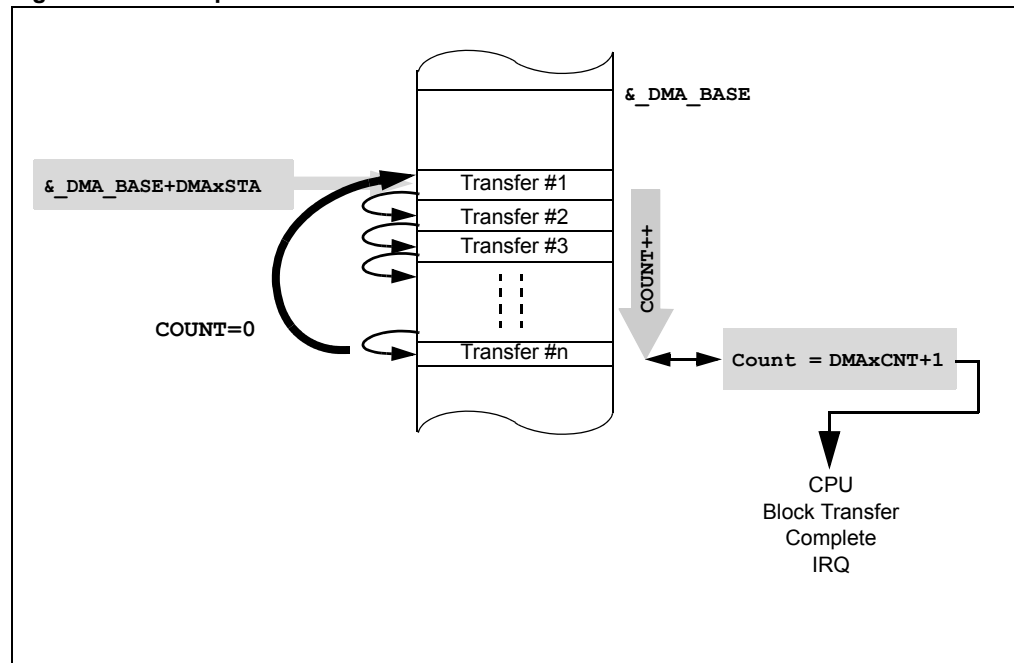 &_DMA_BASE
&_DMA_BASE+DMAxSTA
Transfer #1
Transfer #2
Transfer #3
COUNT++
COUNT=0
Transfer #n
Count = DMAxCNT+1
CPU
Block Transfer
Complete
IRQ